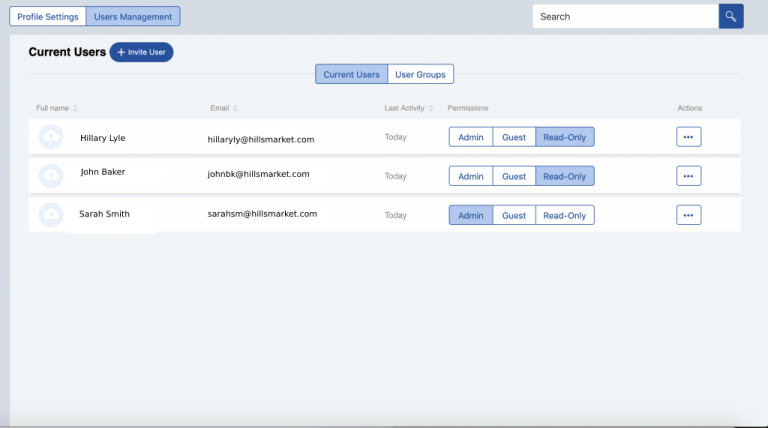 Profile Settings Users Management Search
Current Users + Invite User
Current Users User Groups
Full name Email Last Activity Permissions Actions
Hillary Lyle hillaryly@hillsmarket.com Today Admin Guest Read-Only •••
John Baker johnbk@hillsmarket.com Today Admin Guest Read-Only •••
Sarah Smith sarahsm@hillsmarket.com Today Admin Guest Read-Only •••